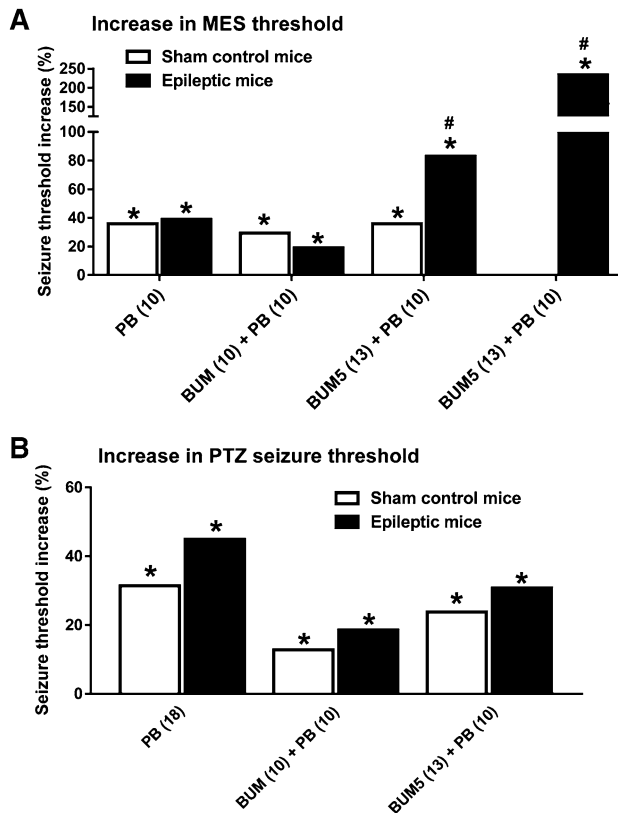 A
Increase in MES threshold
Sham control mice
Epileptic mice
Seizure threshold increase (%)
250
200
150
100
80
60
40
20
0
*
*
*
*
*
#
*
#
*
PB (10)
BUM (10) + PB (10)
BUM5 (13) + PB (10)
BUM5 (13) + PB (10)
B
Increase in PTZ seizure threshold
Sham control mice
Epileptic mice
Seizure threshold increase (%)
60
40
20
0
*
*
*
*
*
*
PB (18)
BUM (10) + PB (10)
BUM5 (13) + PB (10)